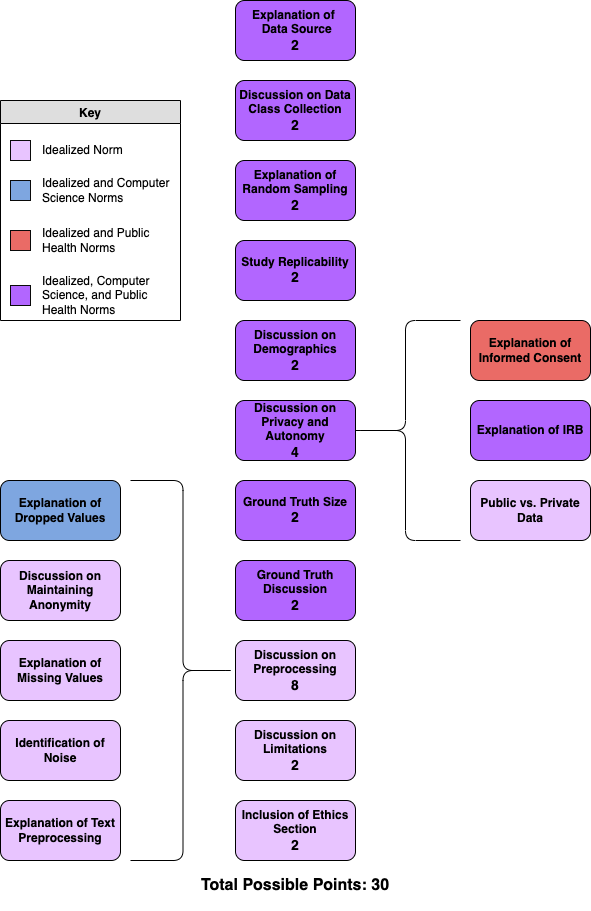 Explanation of
Data Source
2
Discussion on Data
Class Collection
2
Key
Idealized Norm
Idealized and Computer
Science Norms
Idealized and Public
Health Norms
Idealized, Computer
Science, and Public
Health Norms
Explanation of
Random Sampling
2
Study Replicability
2
Discussion on
Demographics
2
Discussion on
Privacy and
Autonomy
4
Explanation of
Informed Consent
Explanation of IRB
Public vs. Private
Data
Ground Truth Size
2
Ground Truth
Discussion
2
Discussion on
Preprocessing
8
Explanation of
Dropped Values
Discussion on
Maintaining
Anonymity
Explanation of
Missing Values
Identification of
Noise
Explanation of Text
Preprocessing
Discussion on
Limitations
2
Inclusion of Ethics
Section
2
Total Possible Points: 30